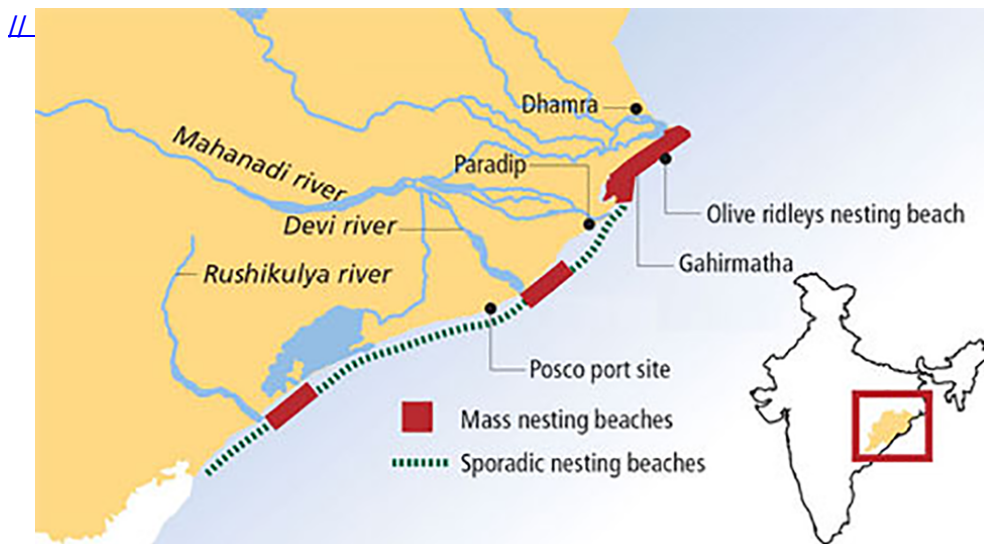 //
Dhamra
Mahanadi river
Paradip
Devi river
Olive ridleys nesting beach
Gahirmatha
Rushikulya river
Posco port site
Mass nesting beaches
Sporadic nesting beaches